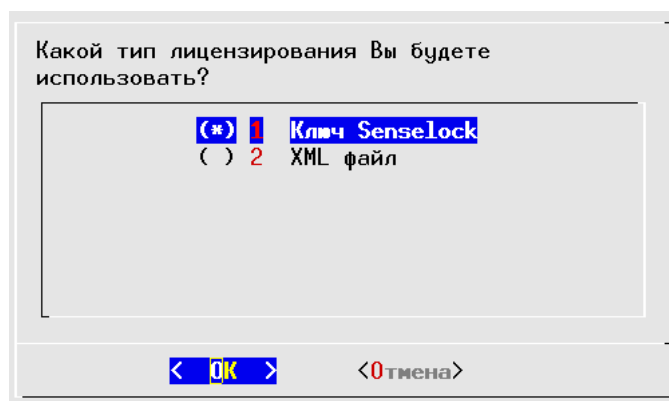 Какой тип лицензирования Вы будете
использовать?
(*) 1 Ключ Senselock
( ) 2 XML файл
< OK > <Отмена>